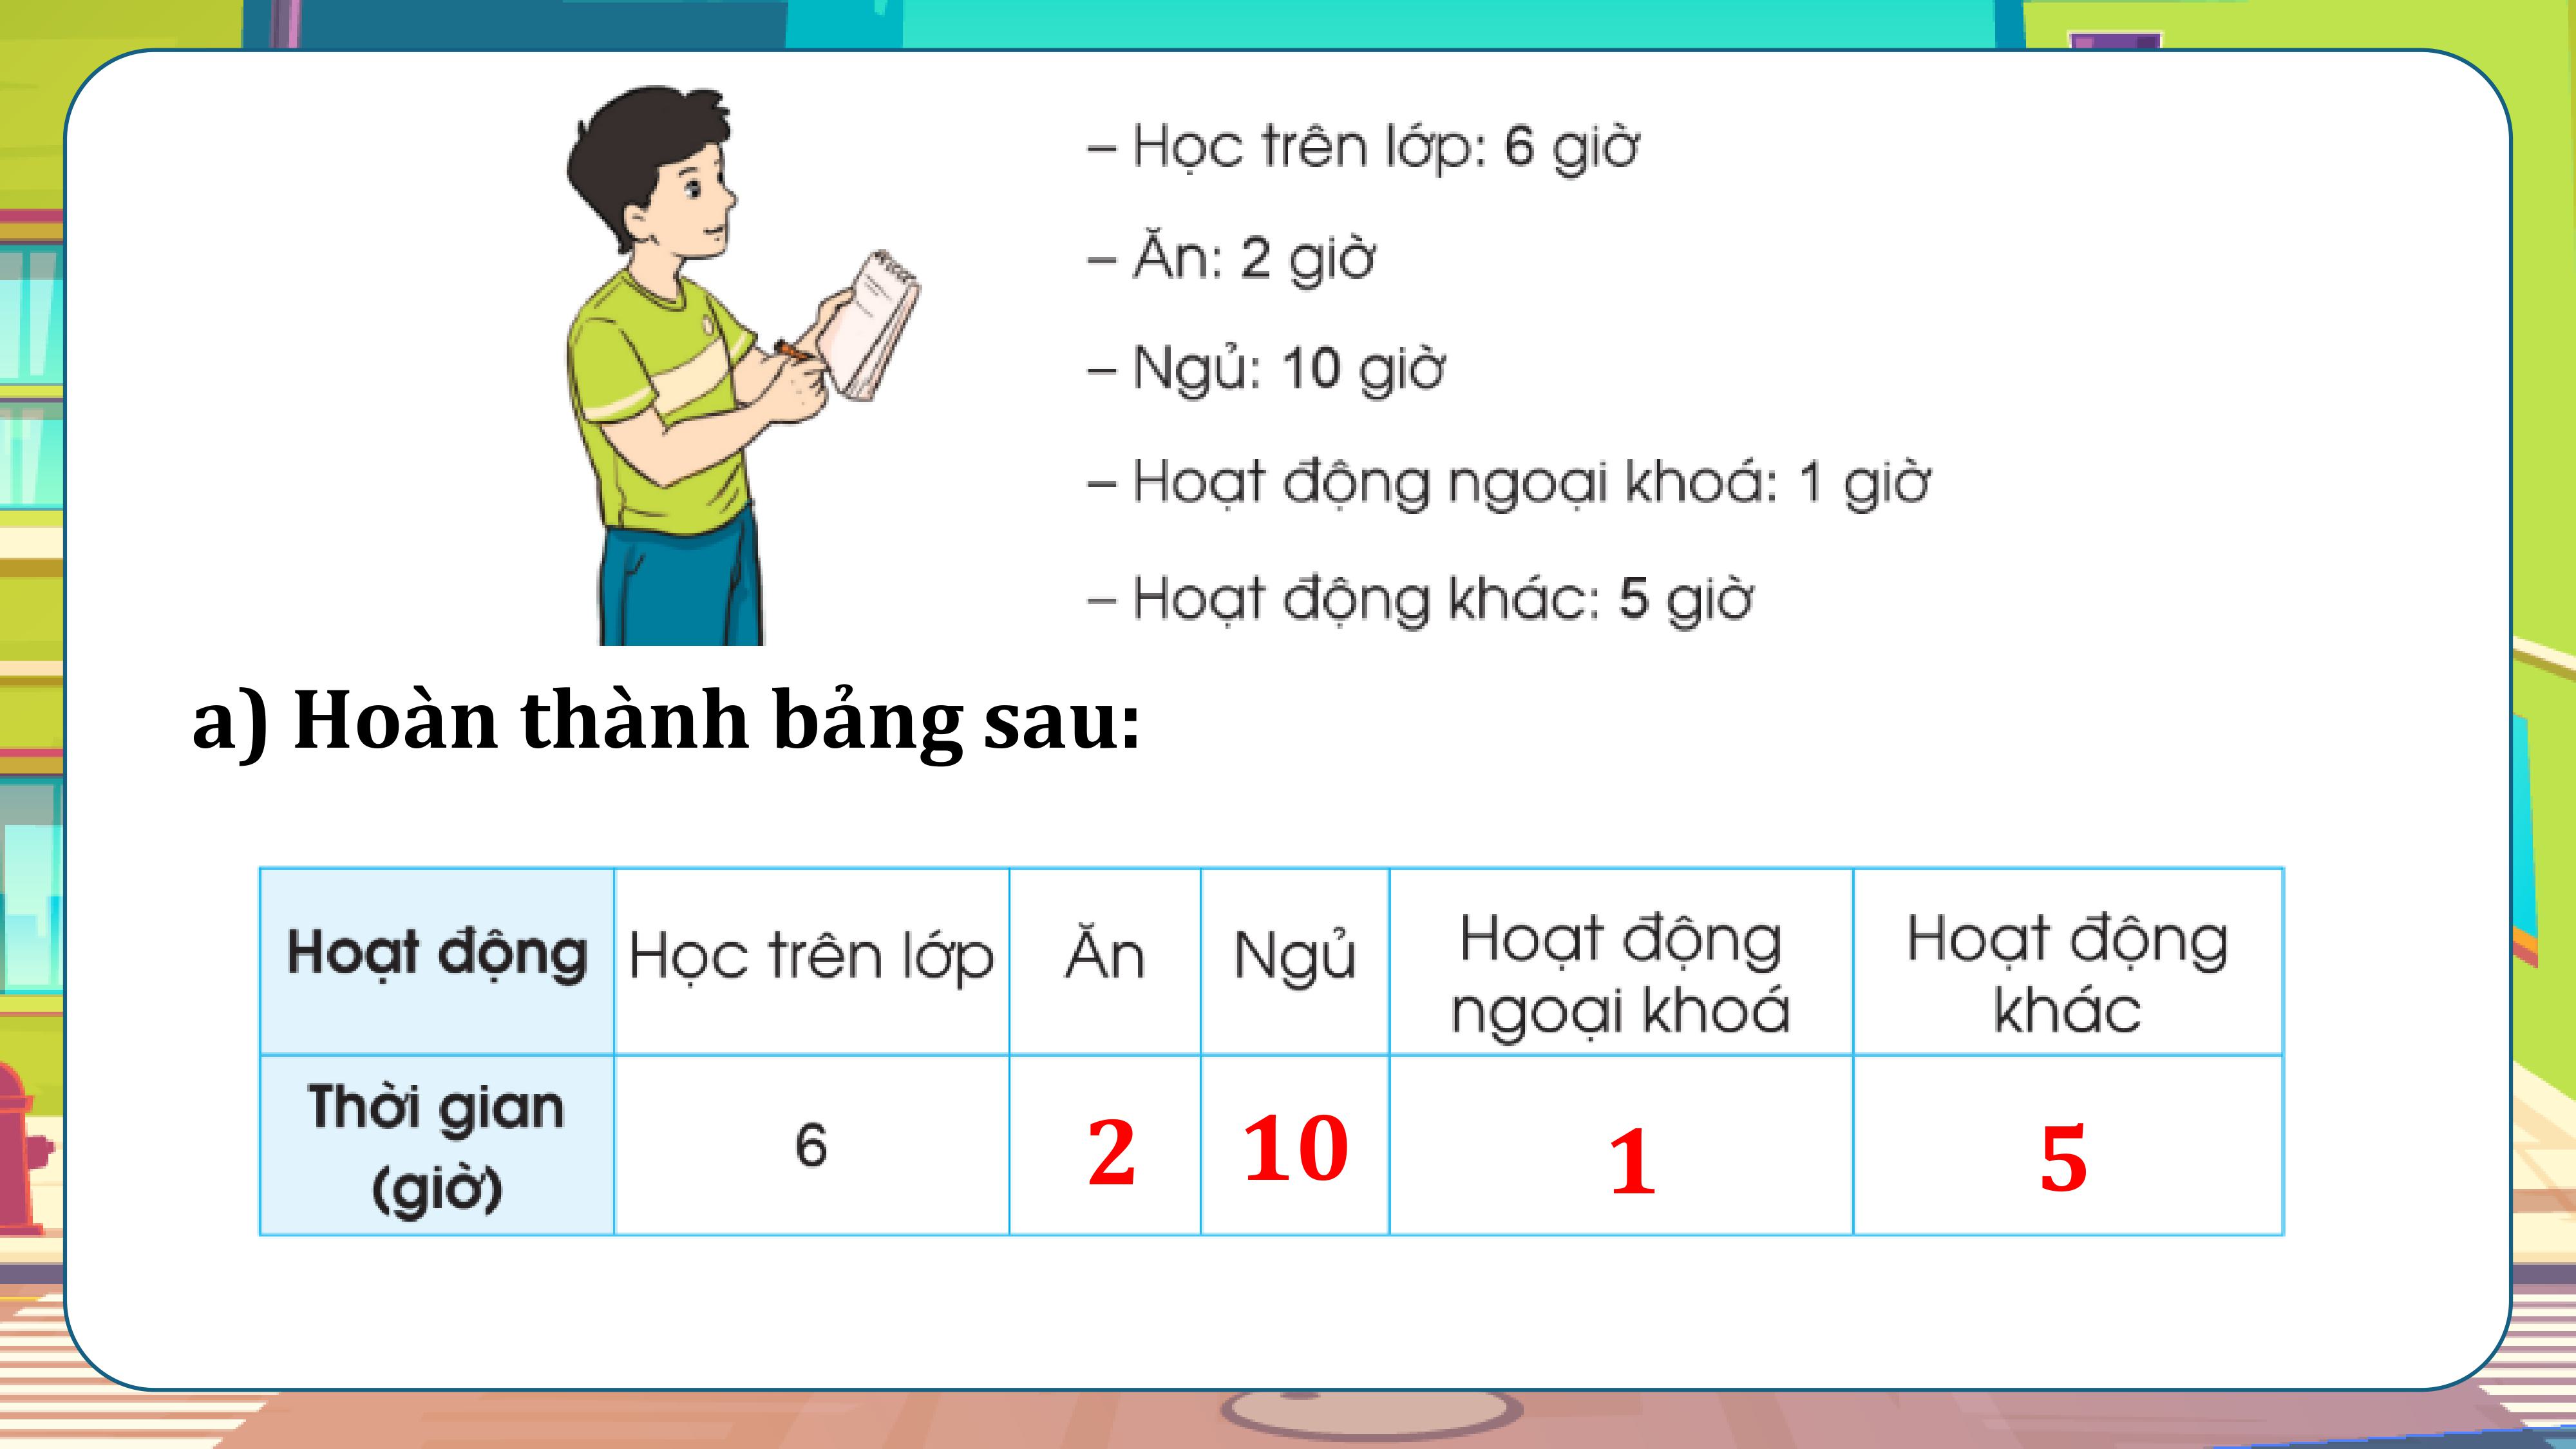 – Học trên lớp: 6 giờ
– Ăn: 2 giờ
– Ngủ: 10 giờ
– Hoạt động ngoại khoá: 1 giờ
– Hoạt động khác: 5 giờ
a) Hoàn thành bảng sau:
Hoạt động Học trên lớp Ăn Ngủ Hoạt động ngoại khoá Hoạt động khác
Thời gian (giờ) 6 2 10 1 5